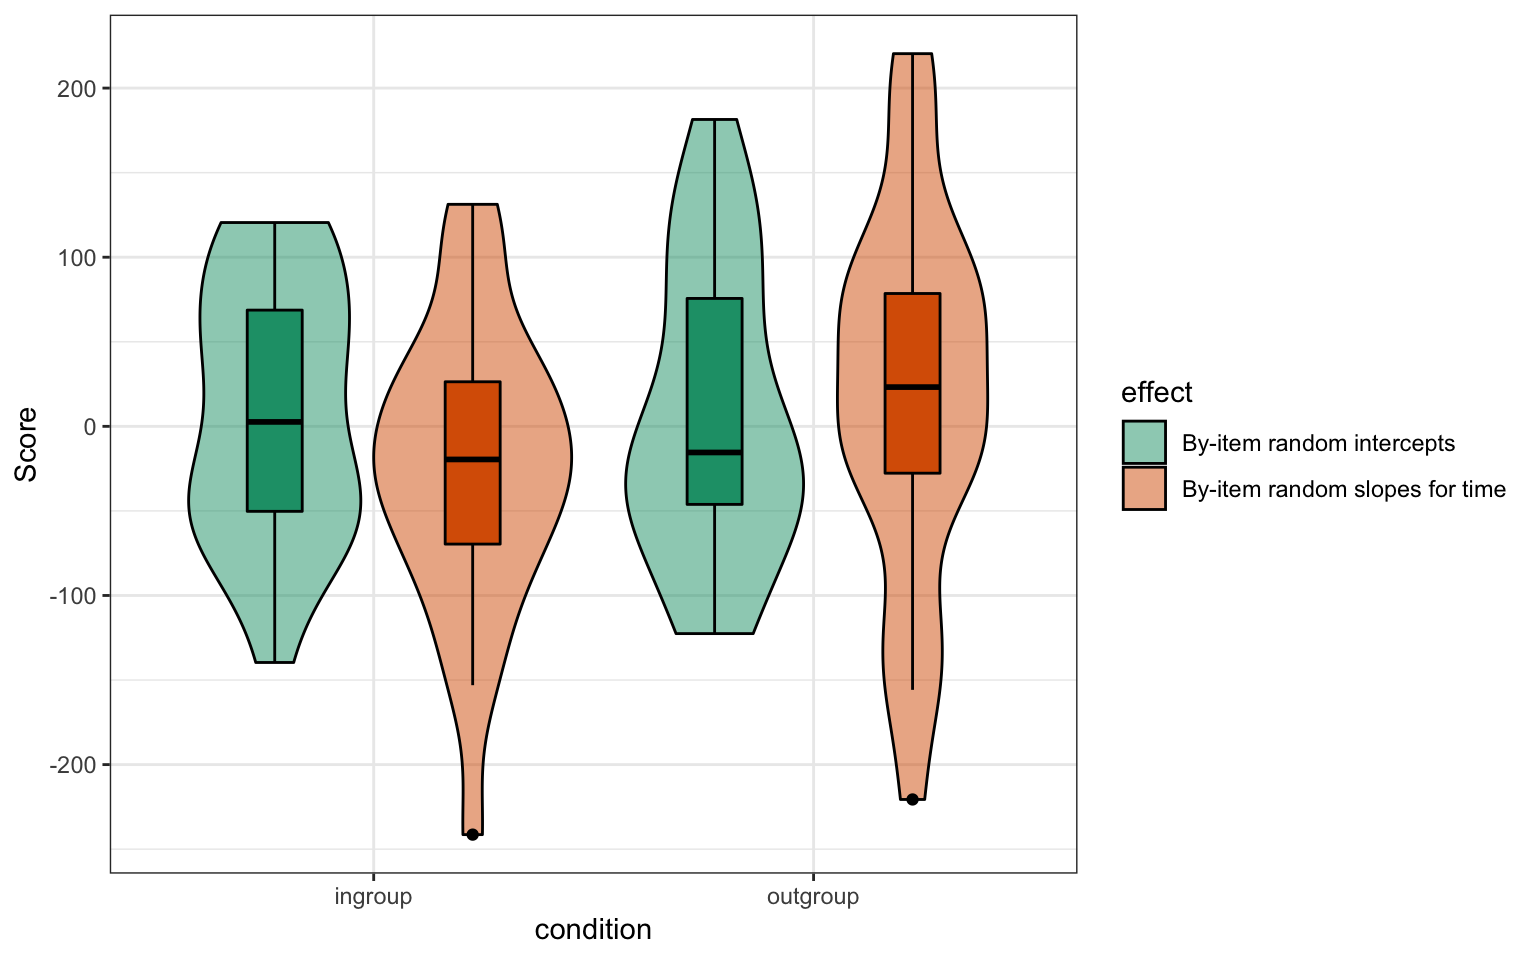 200
100
0
-100
-200
Score
ingroup
outgroup
condition
effect
By-item random intercepts
By-item random slopes for time